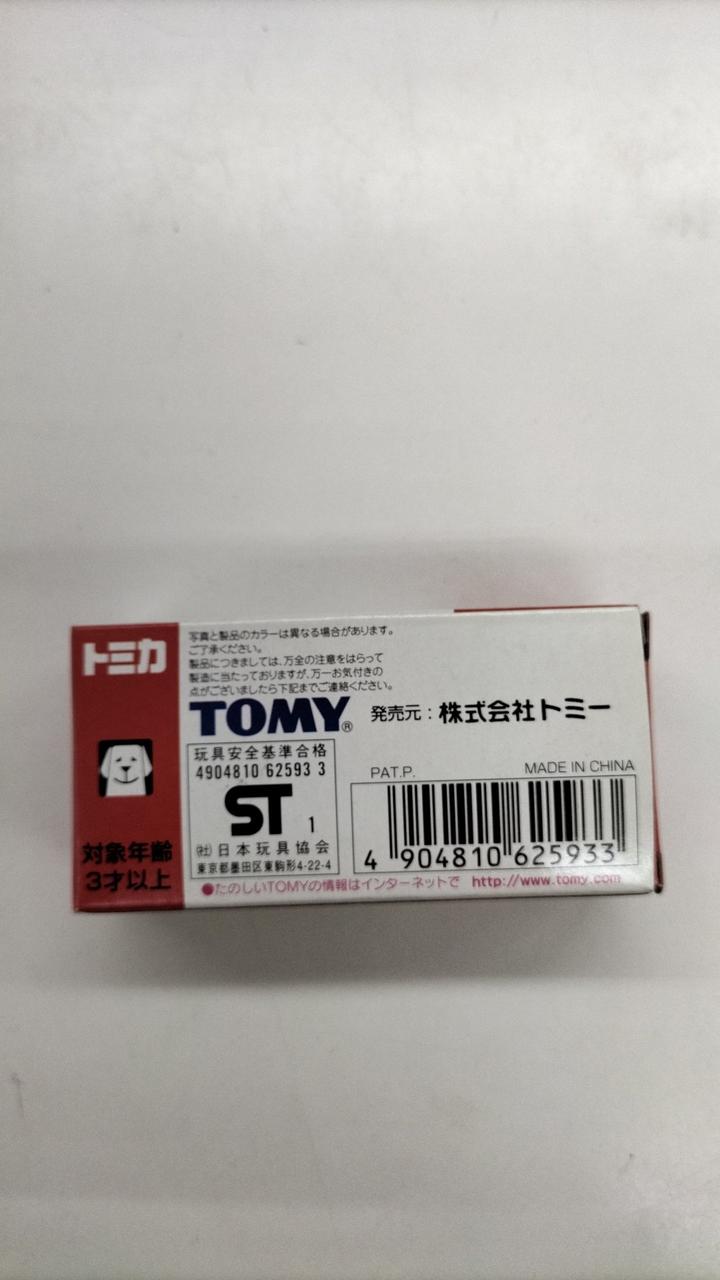 トミカ
対象年齢
3才以上
写真と製品のカラーは異なる場合があります。
ご了承ください。
製品につきましては、万全の注意をはらって
製造に当たっておりますが、万一お気付きの
点がございましたら下記までご連絡ください。
TOMY® 発売元:株式会社トミー
玩具安全基準合格
4904810 62593 3
ST 1
(社)日本玩具協会
東京都墨田区東駒形4-22-4
PAT.P. MADE IN CHINA
4 904810 625933
●たのしいTOMYの情報はインターネットで http://www.tomy.com